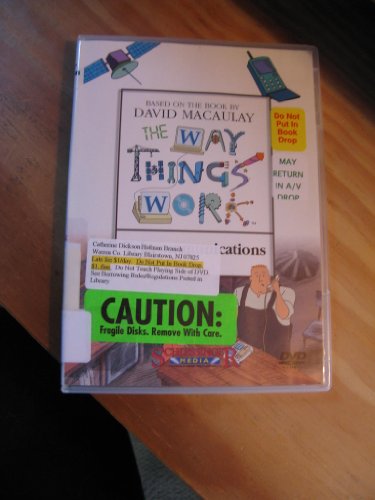 BASED ON THE BOOK BY
DAVID MACAULAY
THE WAY
THINGS
WORK
Do Not
Put In
Book
Drop
MAY
RETURN
IN A/V
DROP
Catherine Dickson Hofman Branch
Warren Co. Library Blairstown, NJ 07825
Late fee $1/day. Do Not Put In Book Drop.
Do Not Touch Playing Side of DVD.
See Borrowing Rules/Regulations Posted in
Library.
CAUTION:
Fragile Disks. Remove With Care.
MEDIA
DVD